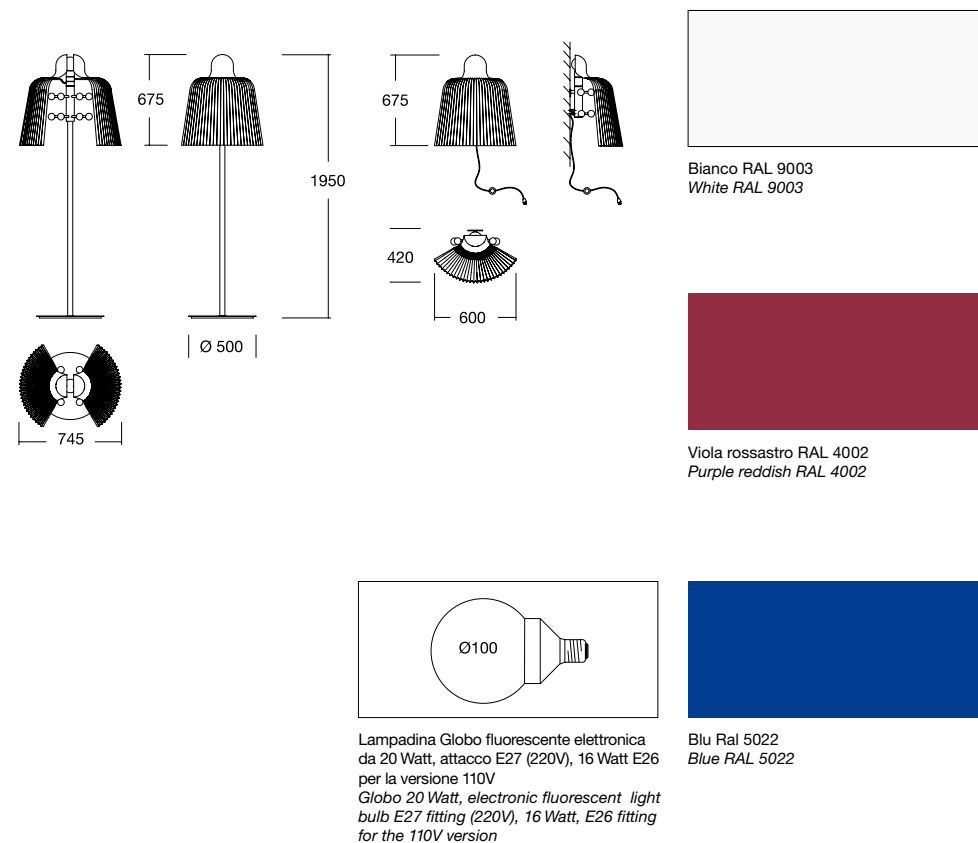 675
1950
Ø 500
745
675
420
600
Bianco RAL 9003
White RAL 9003
Viola rossastro RAL 4002
Purple reddish RAL 4002
Ø100
Lampadina Globo fluorescente elettronica
da 20 Watt, attacco E27 (220V), 16 Watt E26
per la versione 110V
Globo 20 Watt, electronic fluorescent light
bulb E27 fitting (220V), 16 Watt, E26 fitting
for the 110V version
Blu Ral 5022
Blue RAL 5022